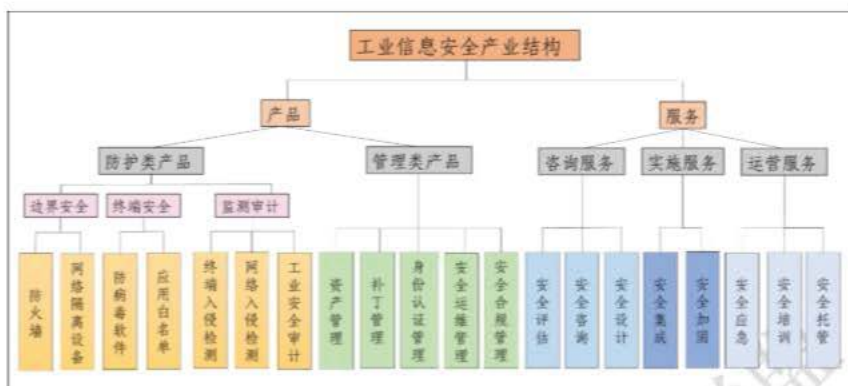 工业信息安全产业结构
产品
服务
防护类产品
管理类产品
咨询服务
实施服务
运营服务
边界安全
终端安全
监测审计
防火墙
网络隔离设备
防病毒软件
应用白名单
终端入侵检测
网络入侵检测
工业安全审计
资产管理
补丁管理
身份认证管理
安全运维管理
安全合规管理
安全评估
安全咨询
安全设计
安全集成
安全加固
安全应急
安全培训
安全托管